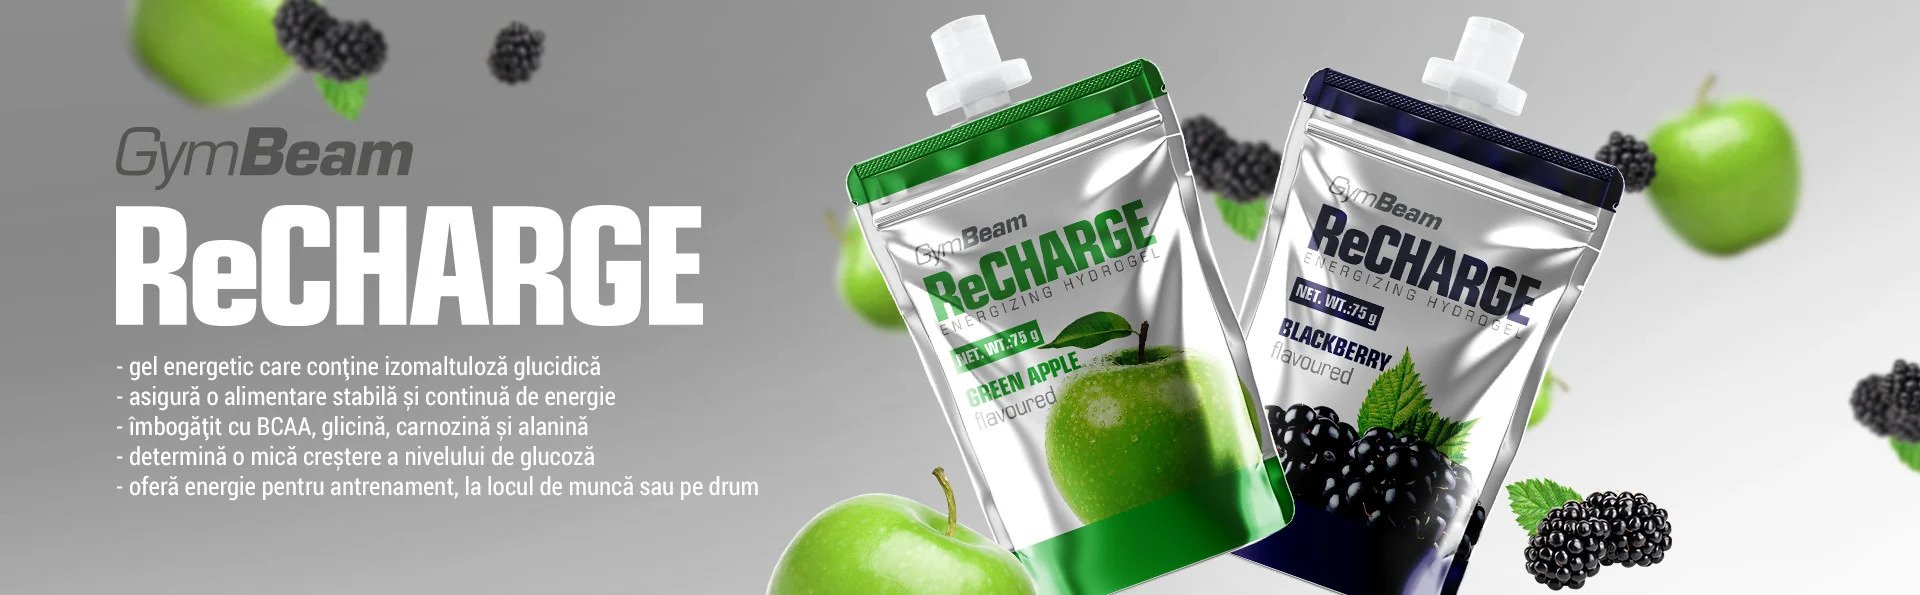 GymBeam
ReCHARGE
- gel energetic care conţine izomaltuloză glucidică
- asigură o alimentare stabilă și continuă de energie
- îmbogăţit cu BCAA, glicină, carnozină și alanină
- determină o mică creștere a nivelului de glucoză
- oferă energie pentru antrenament, la locul de muncă sau pe drum
GymBeam
ReCHARGE
ENERGIZING HYDROGEL
NET. WT.:75 g
GREEN APPLE
flavoured
GymBeam
ReCHARGE
ENERGIZING HYDROGEL
NET. WT.:75 g
BLACKBERRY
flavoured